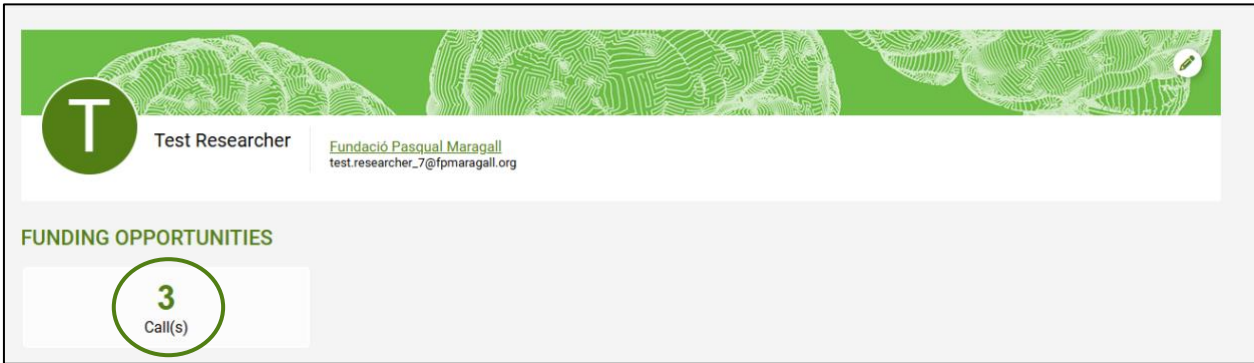 T
Test Researcher
Fundació Pasqual Maragall
test.researcher_7@fpmaragall.org
FUNDING OPPORTUNITIES
3
Call(s)